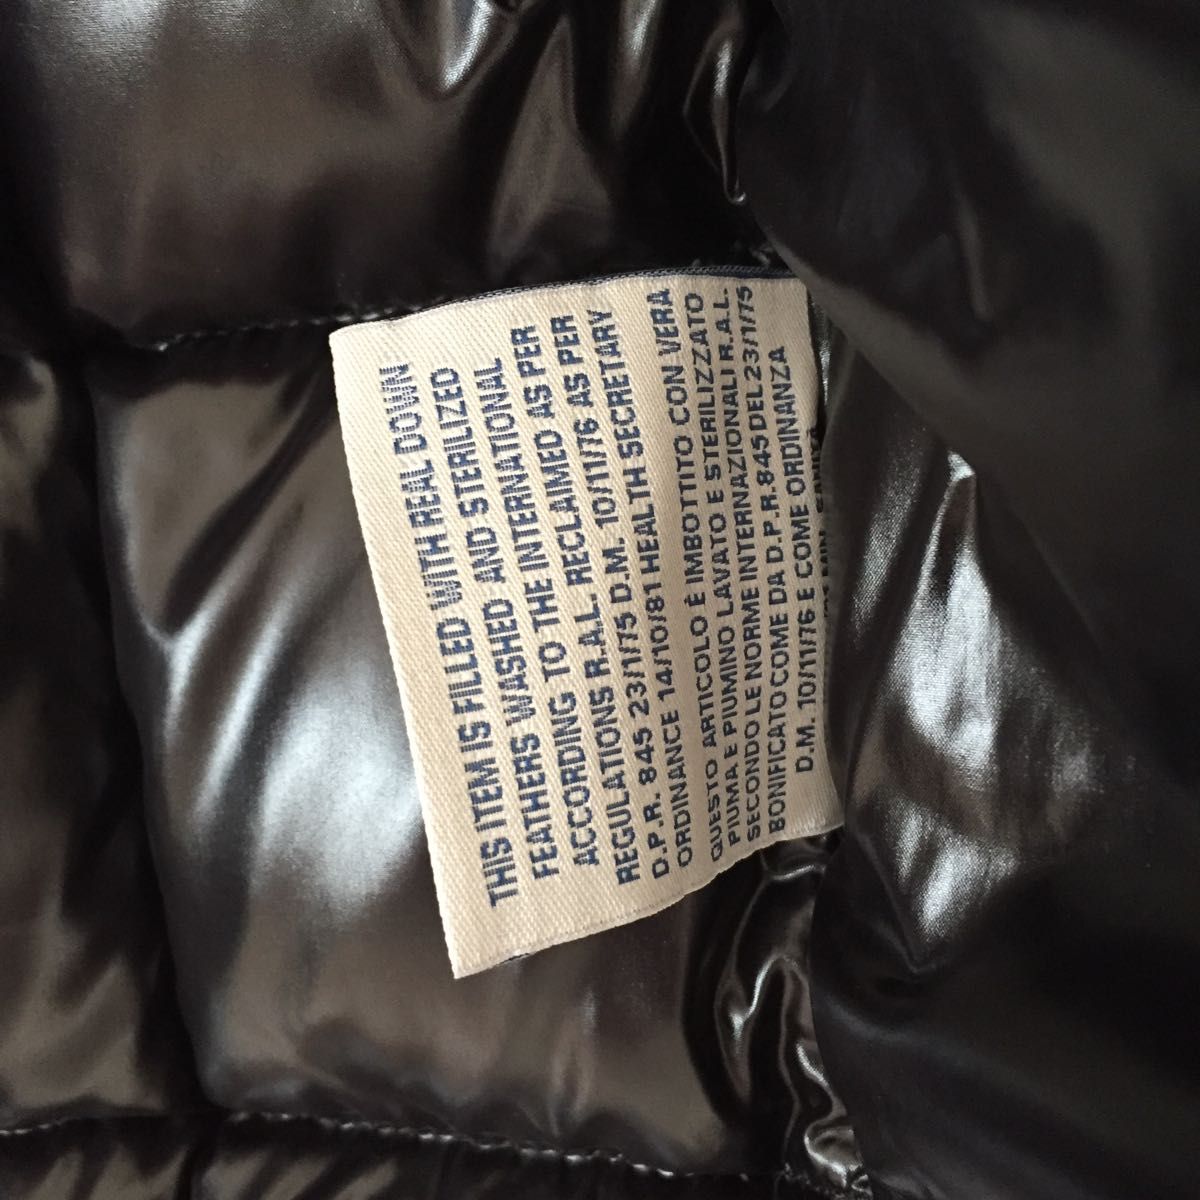 THIS ITEM IS FILLED WITH REAL DOWN
FEATHERS WASHED AND STERILIZED
ACCORDING TO THE INTERNATIONAL
REGULATIONS R.A.L. RECLAIMED AS PER
D.P.R. 845 23/1/75 D.M. 10/11/76 AS PER
ORDINANCE 14/10/81 HEALTH SECRETARY
QUESTO ARTICOLO È IMBOTTITO CON VERA
PIUMA E PIUMINO LAVATO E STERILIZZATO
SECONDO LE NORME INTERNAZIONALI R.A.L.
BONIFICATO COME DA D.P.R. 845 DEL 23/1/75
D.M. 10/11/76 E COME ORDINANZA